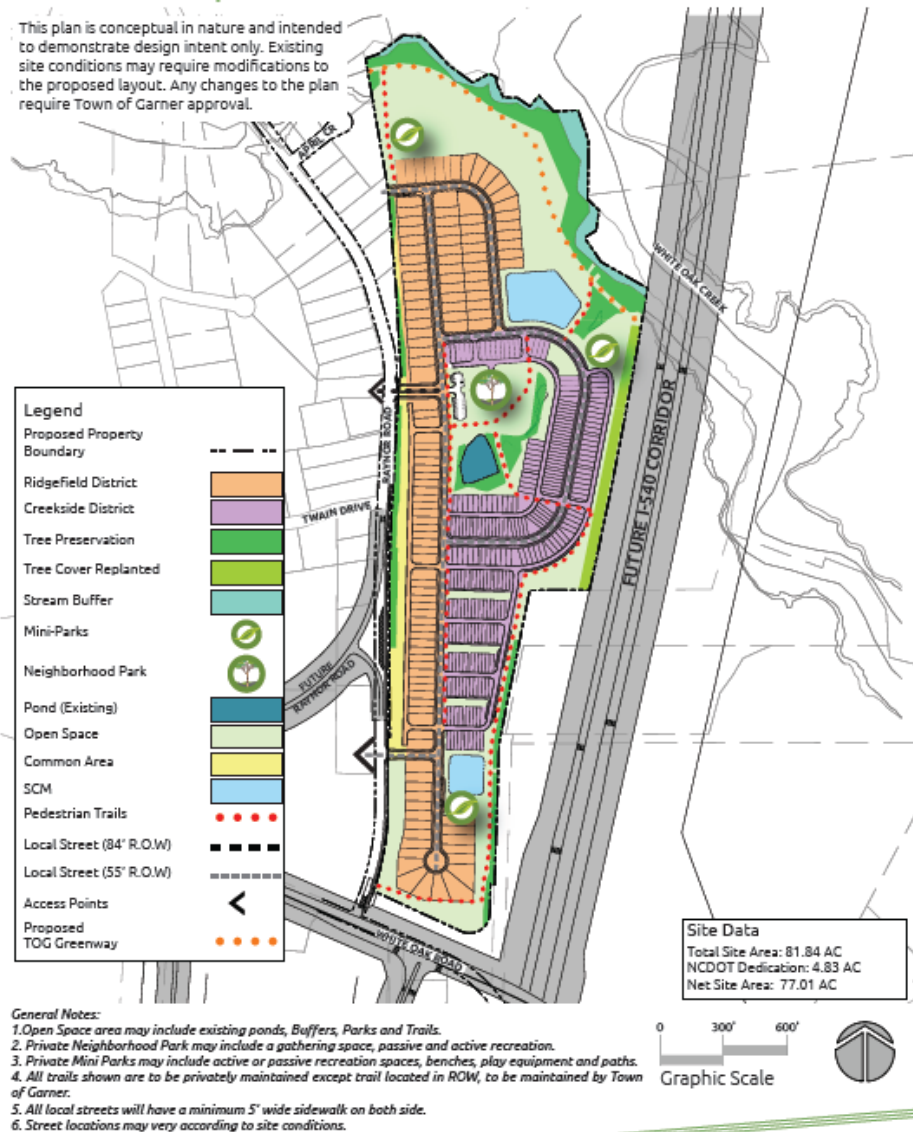 This plan is conceptual in nature and intended
to demonstrate design intent only. Existing
site conditions may require modifications to
the proposed layout. Any changes to the plan
require Town of Garner approval.
APRIL CR
WHITE OAK CREEK
RAYNOR ROAD
FUTURE I-540 CORRIDOR
TWAIN DRIVE
FUTURE
RAYNOR ROAD
WHITE OAK ROAD
Legend
Proposed Property
Boundary
Ridgefield District
Creekside District
Tree Preservation
Tree Cover Replanted
Stream Buffer
Mini-Parks
Neighborhood Park
Pond (Existing)
Open Space
Common Area
SCM
Pedestrian Trails
Local Street (84' R.O.W)
Local Street (55' R.O.W)
Access Points
Proposed
TOG Greenway
Site Data
Total Site Area: 81.84 AC
NCDOT Dedication: 4.83 AC
Net Site Area: 77.01 AC
General Notes:
1.Open Space area may include existing ponds, Buffers, Parks and Trails.
2. Private Neighborhood Park may include a gathering space, passive and active recreation.
3. Private Mini Parks may include active or passive recreation spaces, benches, play equipment and paths.
4. All trails shown are to be privately maintained except trail located in ROW, to be maintained by Town
of Garner.
5. All local streets will have a minimum 5' wide sidewalk on both side.
6. Street locations may very according to site conditions.
0 300' 600'
Graphic Scale